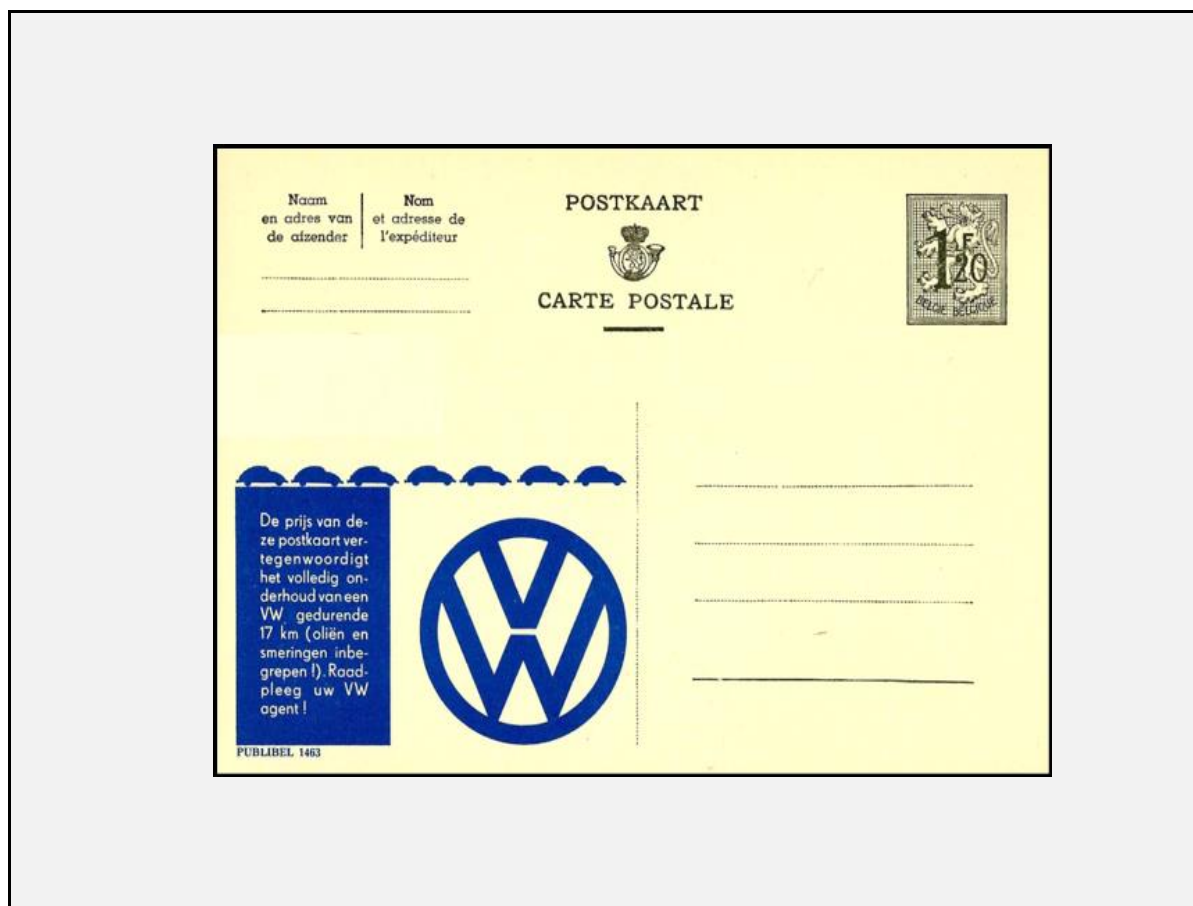 Naam
en adres van
de afzender
Nom
et adresse de
l'expéditeur
POSTKAART
CARTE POSTALE
1F
20
BELGIE BELGIQUE
De prijs van de-
ze postkaart ver-
tegenwoordigt
het volledig on-
derhoud van een
VW gedurende
17 km (oliën en
smeringen inbe-
grepen !). Raad-
pleeg uw VW
agent !
VW
PUBLIBEL 1463